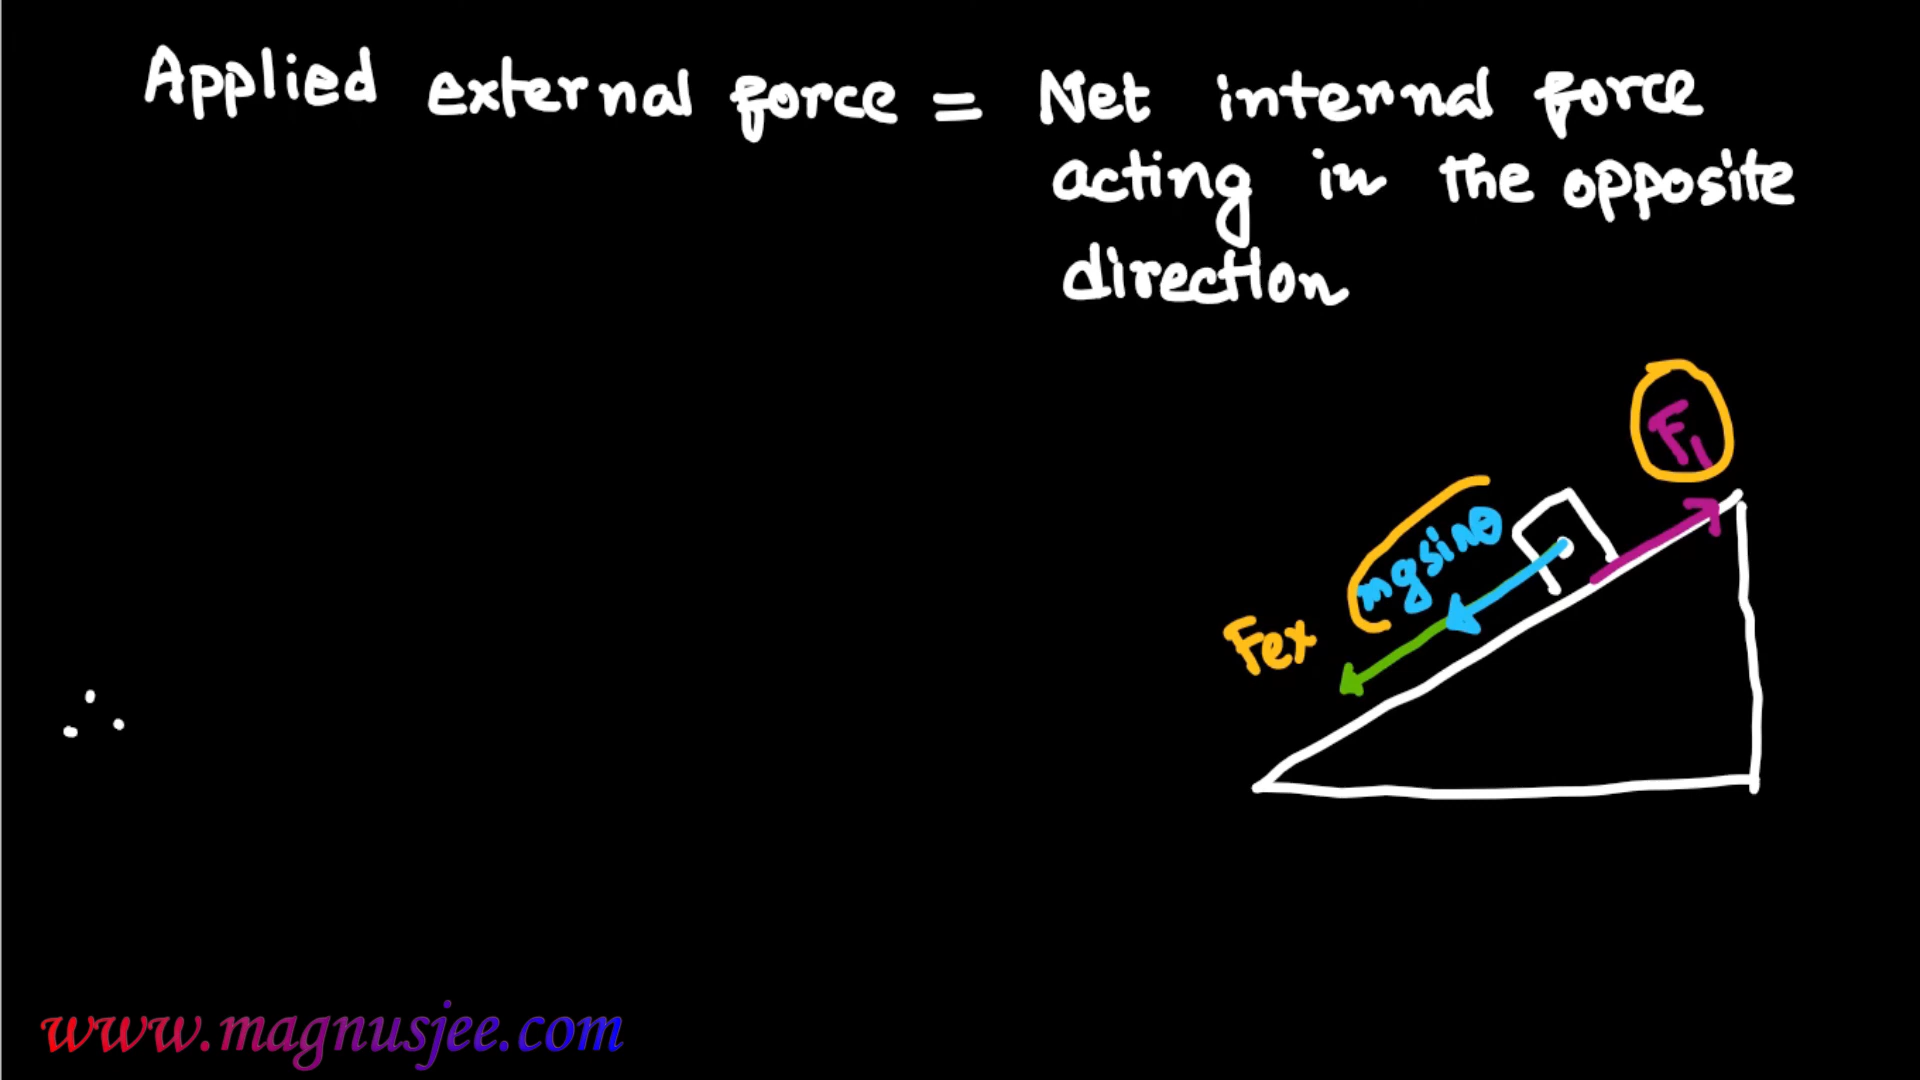 Applied external force = Net internal force
acting in the opposite
direction
F1
mgsinθ
Fex
∴
www.magnusjee.com